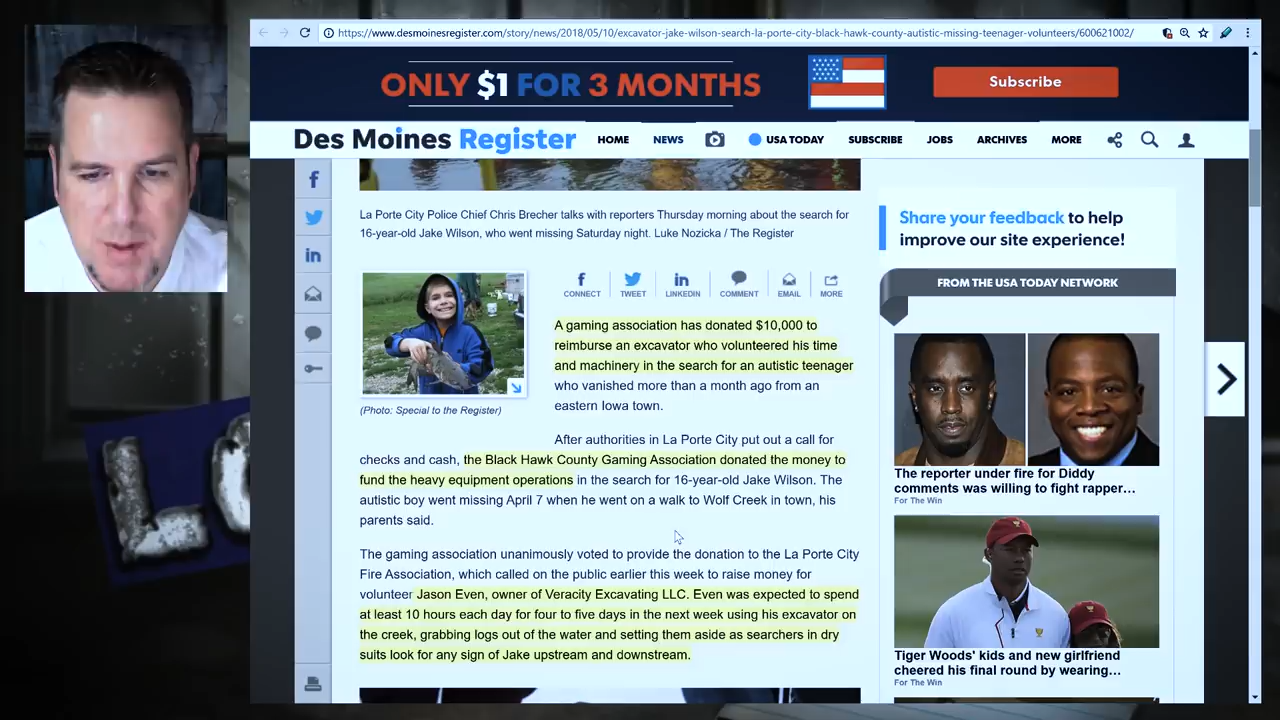 https://www.desmoinesregister.com/story/news/2018/05/10/excavator-jake-wilson-search-la-porte-city-black-hawk-county-autistic-missing-teenager-volunteers/600621002/
ONLY $1 FOR 3 MONTHS
Subscribe
Des Moines Register
HOME
NEWS
USA TODAY
SUBSCRIBE
JOBS
ARCHIVES
MORE
La Porte City Police Chief Chris Brecher talks with reporters Thursday morning about the search for
16-year-old Jake Wilson, who went missing Saturday night. Luke Nozicka / The Register
CONNECT
TWEET
LINKEDIN
COMMENT
EMAIL
MORE
(Photo: Special to the Register)
A gaming association has donated $10,000 to
reimburse an excavator who volunteered his time
and machinery in the search for an autistic teenager
who vanished more than a month ago from an
eastern Iowa town.
After authorities in La Porte City put out a call for
checks and cash, the Black Hawk County Gaming Association donated the money to
fund the heavy equipment operations in the search for 16-year-old Jake Wilson. The
autistic boy went missing April 7 when he went on a walk to Wolf Creek in town, his
parents said.
The gaming association unanimously voted to provide the donation to the La Porte City
Fire Association, which called on the public earlier this week to raise money for
volunteer Jason Even, owner of Veracity Excavating LLC. Even was expected to spend
at least 10 hours each day for four to five days in the next week using his excavator on
the creek, grabbing logs out of the water and setting them aside as searchers in dry
suits look for any sign of Jake upstream and downstream.
Share your feedback to help
improve our site experience!
FROM THE USA TODAY NETWORK
The reporter under fire for Diddy
comments was willing to fight rapper…
For The Win
Tiger Woods' kids and new girlfriend
cheered his final round by wearing…
For The Win